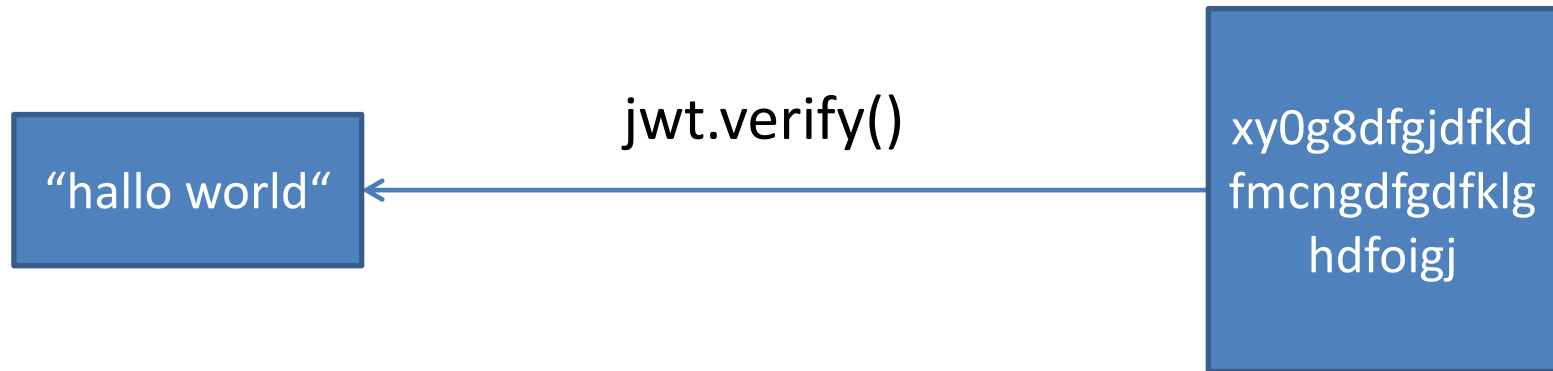 jwt.verify()
“hallo world“
xy0g8dfgjdfkd
fmcngdfgdfklg
hdfoigj